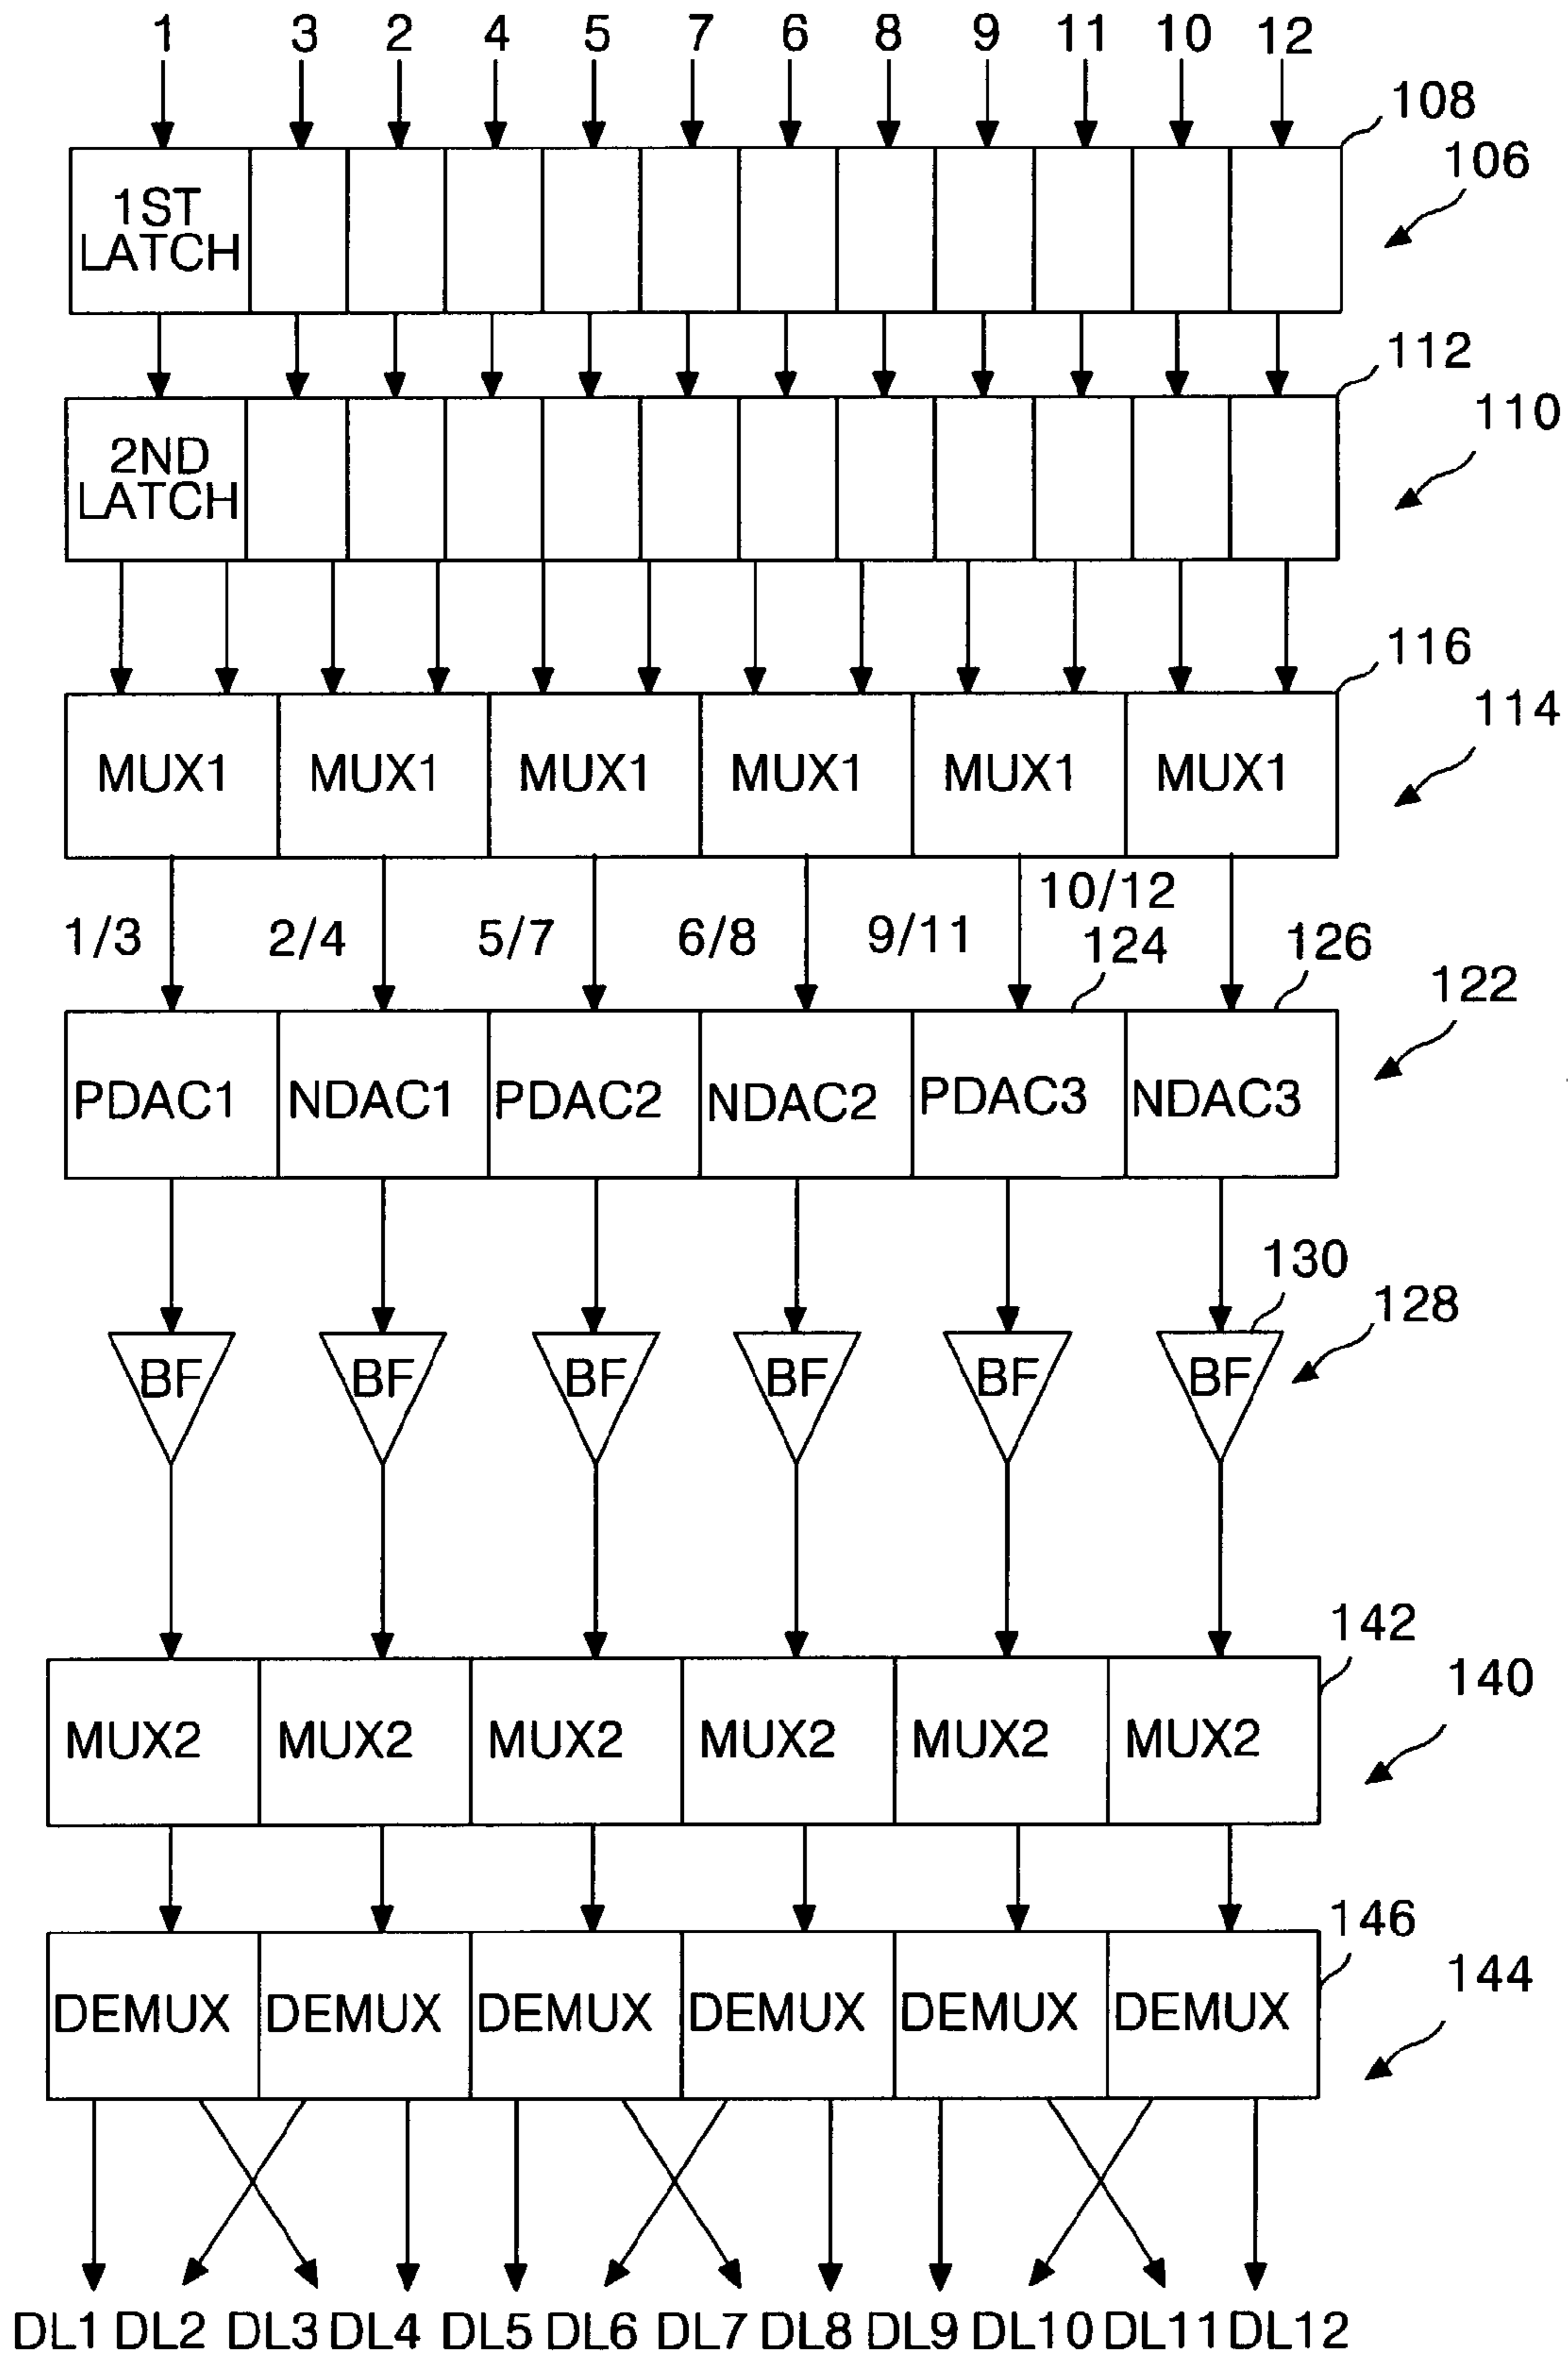 1 3 2 4 5 7 6 8 9 11 10 12
108
106
1ST
LATCH
112
110
2ND
LATCH
116
114
MUX1 MUX1 MUX1 MUX1 MUX1 MUX1
10/12
1/3 2/4 5/7 6/8 9/11
124 126
122
PDAC1 NDAC1 PDAC2 NDAC2 PDAC3 NDAC3
130
128
BF BF BF BF BF BF
142
140
MUX2 MUX2 MUX2 MUX2 MUX2 MUX2
146
144
DEMUX DEMUX DEMUX DEMUX DEMUX DEMUX
DL1 DL2 DL3 DL4 DL5 DL6 DL7 DL8 DL9 DL10 DL11 DL12